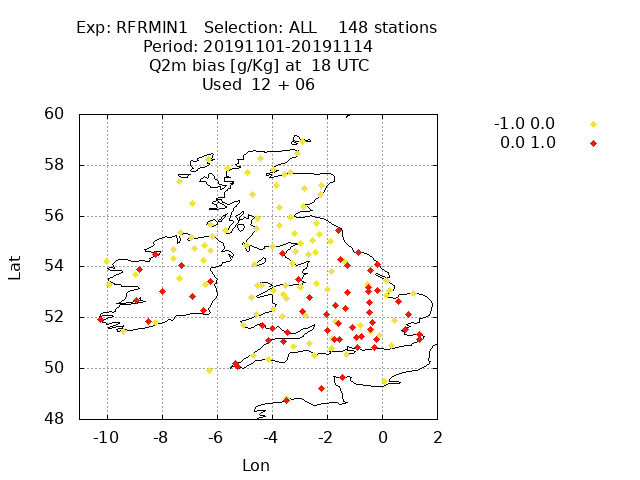 Exp: RFRMIN1 Selection: ALL 148 stations
Period: 20191101-20191114
Q2m bias [g/Kg] at 18 UTC
Used 12 + 06
-1.0 0.0
0.0 1.0
60
58
56
54
52
50
48
Lat
-10 -8 -6 -4 -2 0 2
Lon